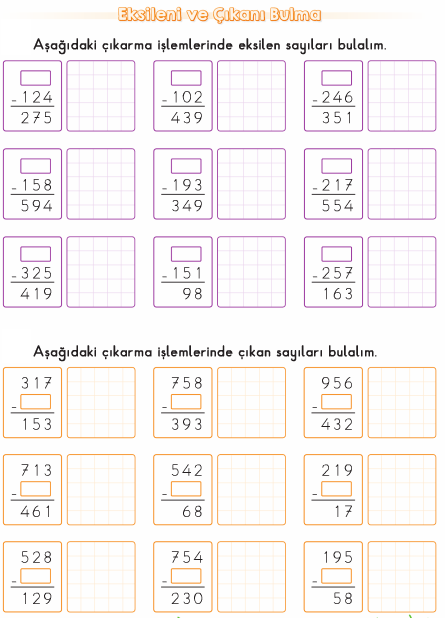 Eksileni ve Çıkanı Bulma
Aşağıdaki çıkarma işlemlerinde eksilen sayıları bulalım.
- 124 - 102 - 246
275 439 351
- 158 - 193 - 217
594 349 554
- 325 - 151 - 257
419 98 163
Aşağıdaki çıkarma işlemlerinde çıkan sayıları bulalım.
317 758 956
- - -
153 393 432
713 542 219
- - -
461 68 17
528 754 195
- - -
129 230 58